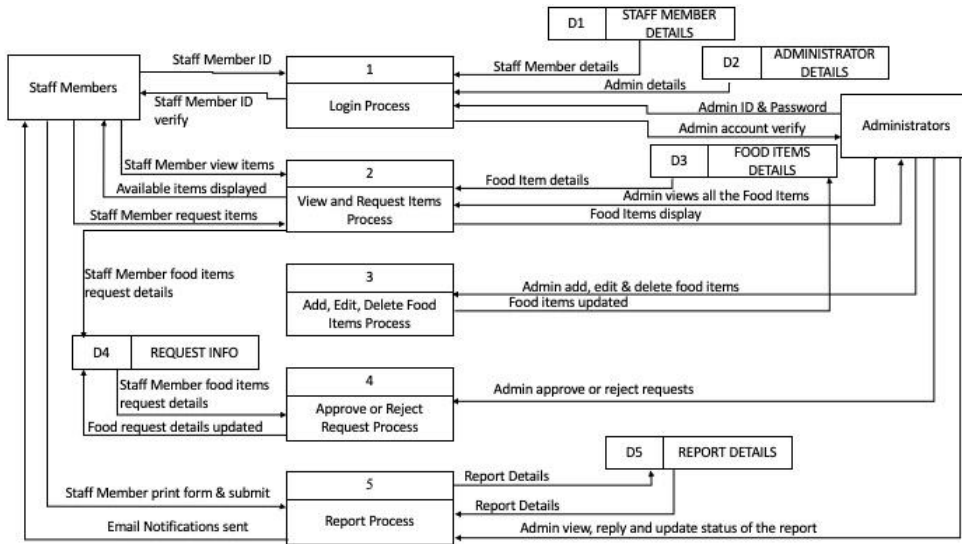 D1
STAFF MEMBER
DETAILS
Staff Member ID
1
D2
ADMINISTRATOR
DETAILS
Staff Members
Staff Member details
Admin details
Staff Member ID
verify
Login Process
Admin ID & Password
Administrators
Admin account verify
D3
FOOD ITEMS
DETAILS
Staff Member view items
2
Food Item details
Available items displayed
Admin views all the Food Items
View and Request Items
Process
Staff Member request items
Food Items display
Staff Member food items
request details
3
Admin add, edit & delete food items
Add, Edit, Delete Food
Items Process
Food items updated
D4
REQUEST INFO
Staff Member food items
request details
4
Admin approve or reject requests
Approve or Reject
Request Process
Food request details updated
D5
REPORT DETAILS
Report Details
Staff Member print form & submit
5
Report Details
Report Process
Email Notifications sent
Admin view, reply and update status of the report